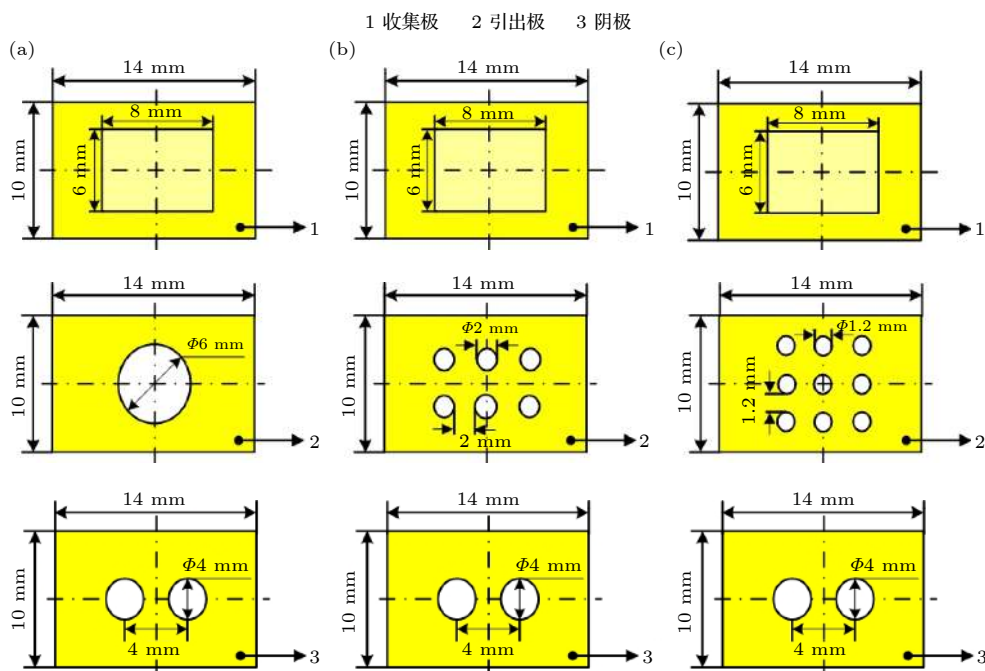 1 收集极 2 引出极 3 阴极
(a) (b) (c)
14 mm 14 mm 14 mm
8 mm 8 mm 8 mm
10 mm 6 mm 10 mm 6 mm 10 mm 6 mm
1 1 1
14 mm 14 mm 14 mm
Φ6 mm Φ2 mm Φ1.2 mm
10 mm 10 mm 10 mm 1.2 mm
2 mm
2 2 2
14 mm 14 mm 14 mm
Φ4 mm Φ4 mm Φ4 mm
10 mm 10 mm 10 mm
4 mm 4 mm 4 mm
3 3 3